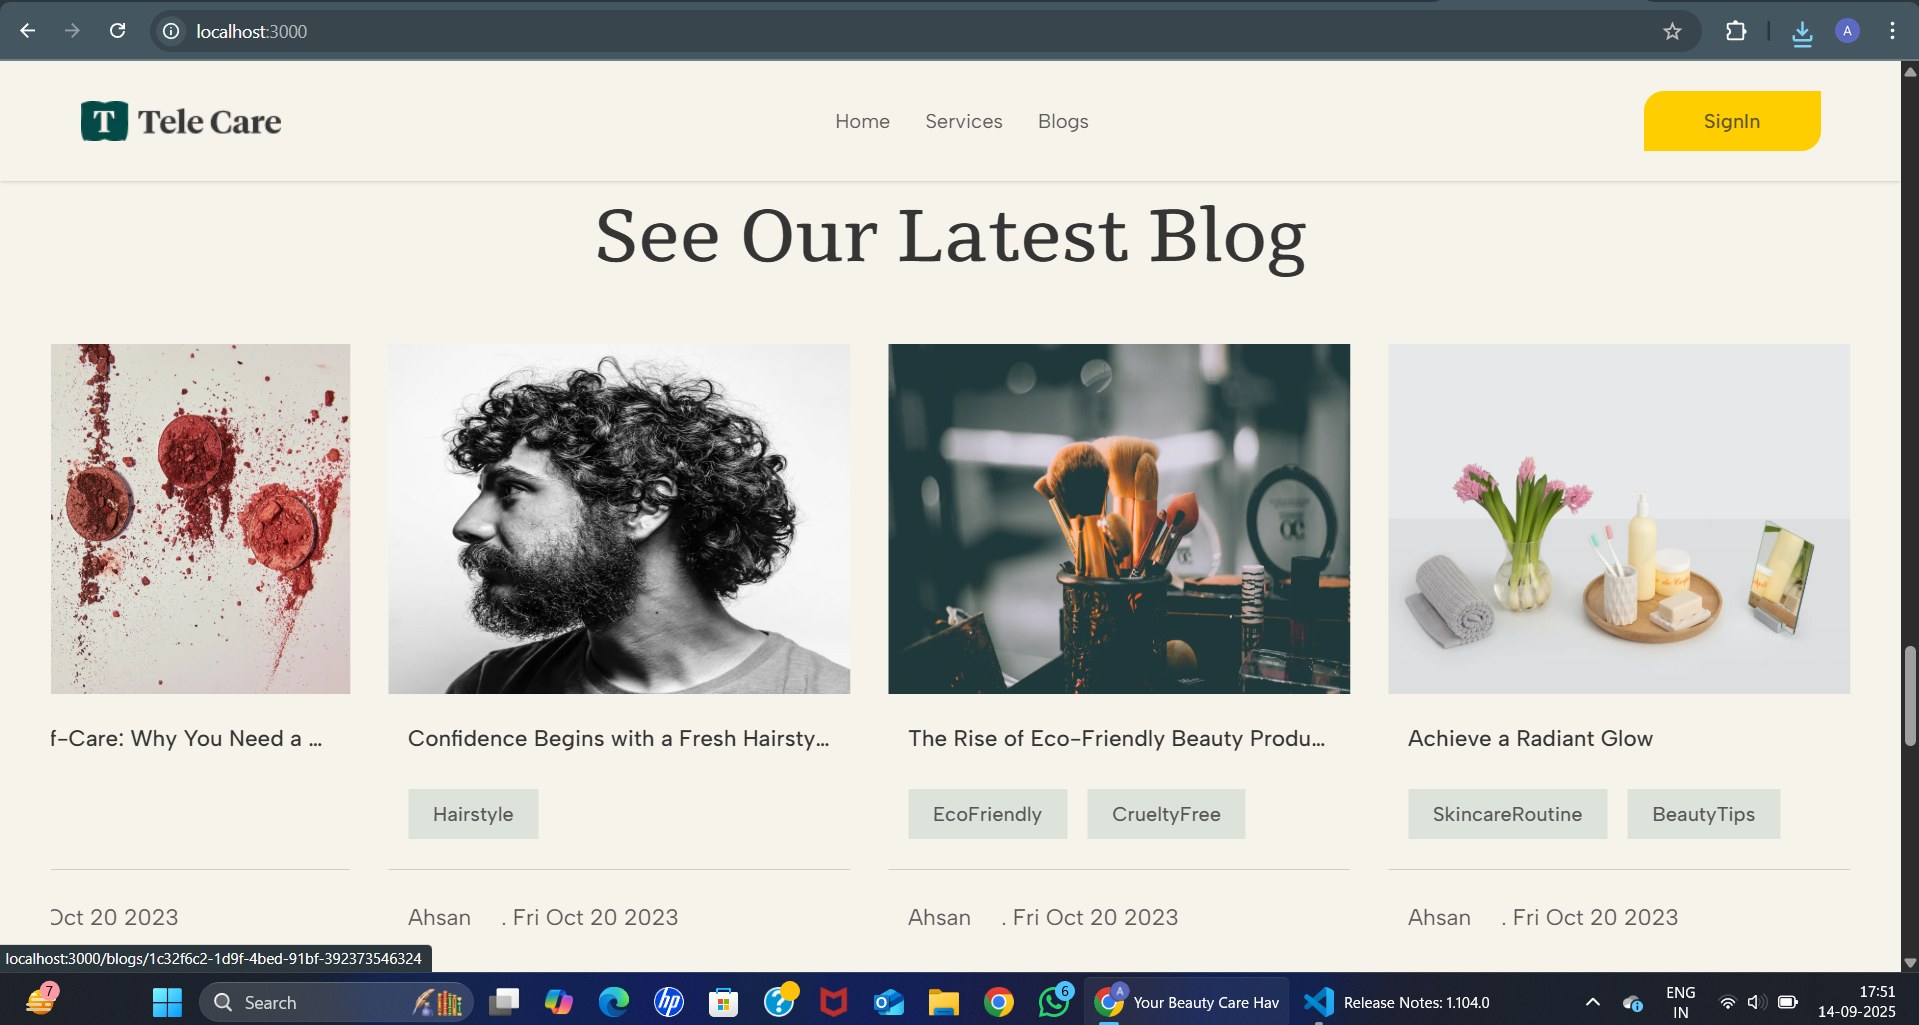 localhost:3000
A
T Tele Care
Home
Services
Blogs
SignIn
See Our Latest Blog
f-Care: Why You Need a ...
Confidence Begins with a Fresh Hairsty...
The Rise of Eco-Friendly Beauty Produ...
Achieve a Radiant Glow
Hairstyle
EcoFriendly
CrueltyFree
SkincareRoutine
BeautyTips
Oct 20 2023
Ahsan . Fri Oct 20 2023
Ahsan . Fri Oct 20 2023
Ahsan . Fri Oct 20 2023
localhost:3000/blogs/1c32f6c2-1d9f-4bed-91bf-392373546324
7
Search
hp
6
A
Your Beauty Care Hav
Release Notes: 1.104.0
ENG
IN
17:51
14-09-2025